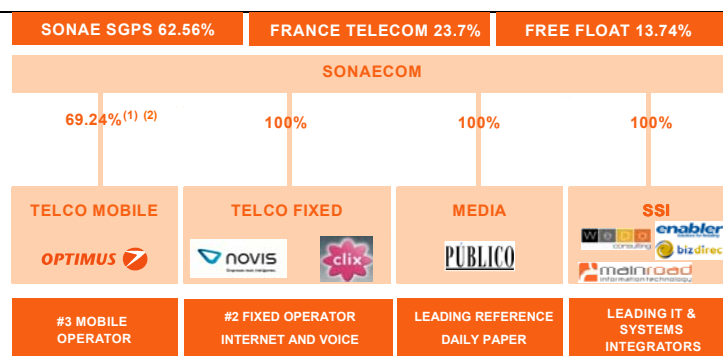 SONAE SGPS 62.56%
FRANCE TELECOM 23.7%
FREE FLOAT 13.74%
SONAECOM
69.24%(1) (2)
100%
100%
100%
TELCO MOBILE
TELCO FIXED
MEDIA
SSI
OPTIMUS
novis
clix
PÚBLICO
WeDo
consulting
enabler
bizdirec
mainroad
information technology
#3 MOBILE
OPERATOR
#2 FIXED OPERATOR
INTERNET AND VOICE
LEADING REFERENCE
DAILY PAPER
LEADING IT &
SYSTEMS
INTEGRATORS